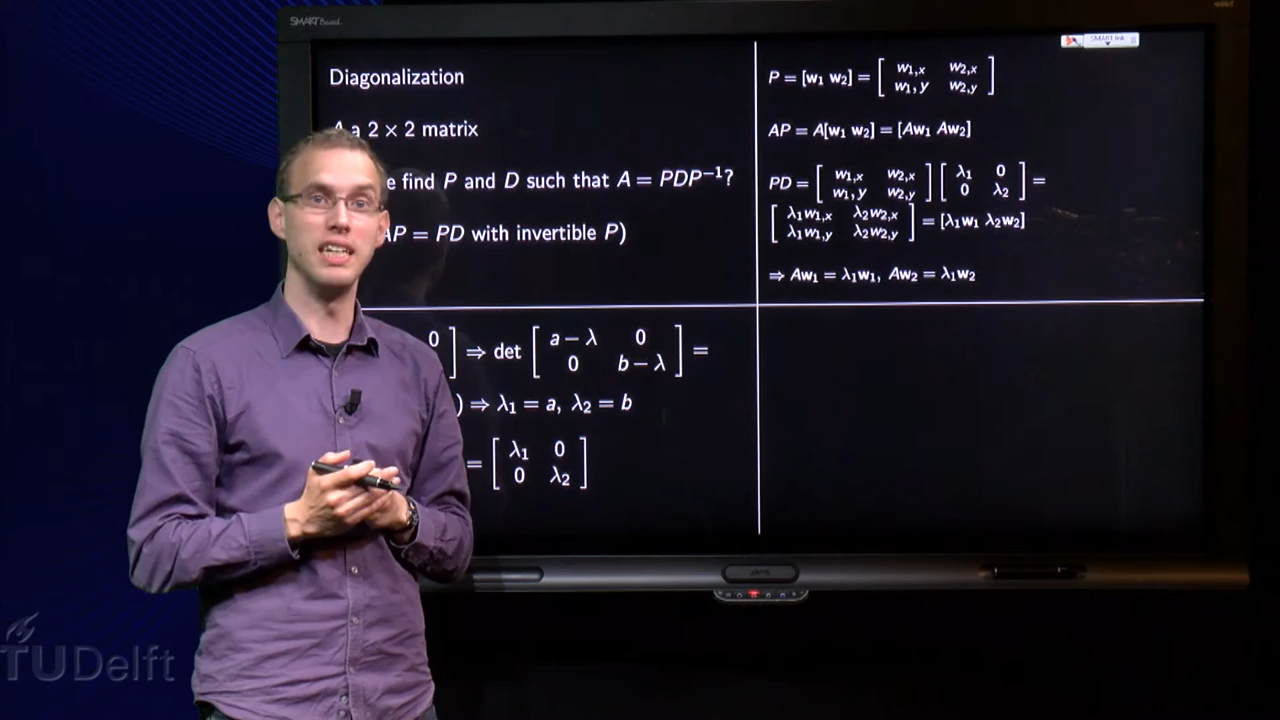 SMART Board
SMART Ink
Diagonalization
a 2 × 2 matrix
e find P and D such that A = PDP⁻¹?
AP = PD with invertible P)
0 ] ⇒ det [ a − λ 0
0 b − λ ] =
) ⇒ λ₁ = a, λ₂ = b
= [ λ₁ 0
0 λ₂ ]
P = [w₁ w₂] = [ w₁,x w₂,x
w₁,y w₂,y ]
AP = A[w₁ w₂] = [Aw₁ Aw₂]
PD = [ w₁,x w₂,x
w₁,y w₂,y ] [ λ₁ 0
0 λ₂ ] =
[ λ₁w₁,x λ₂w₂,x
λ₁w₁,y λ₂w₂,y ] = [λ₁w₁ λ₂w₂]
⇒ Aw₁ = λ₁w₁, Aw₂ = λ₁w₂
TUDelft